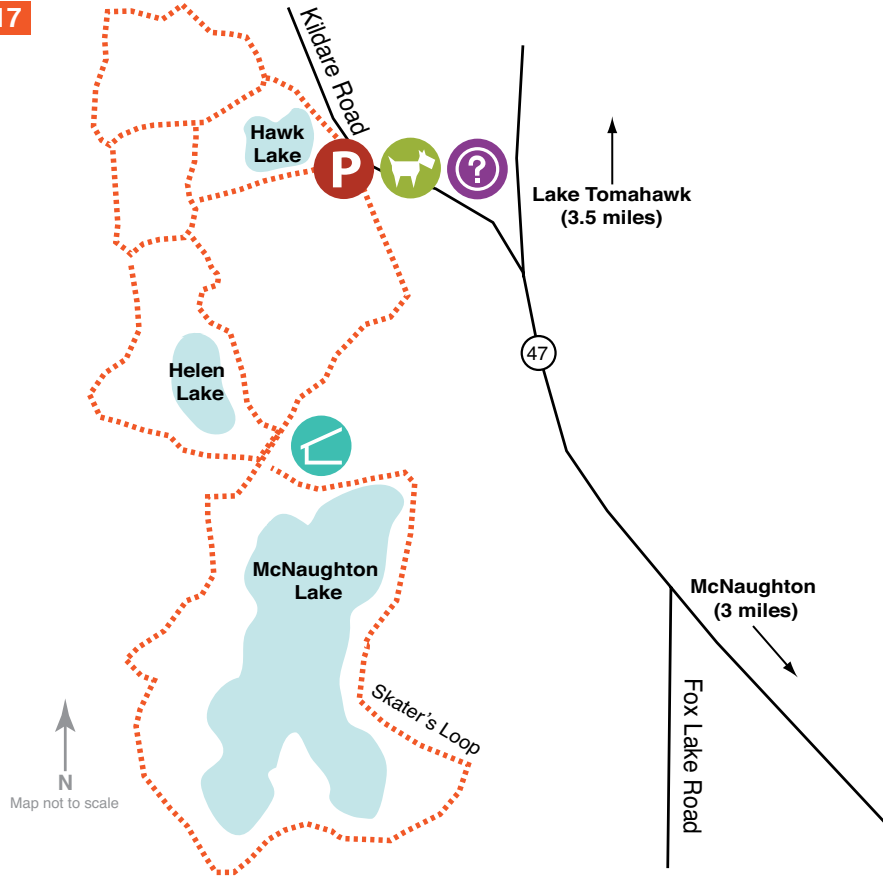 17
Kildare Road
Hawk
Lake
P
?
Lake Tomahawk
(3.5 miles)
47
Helen
Lake
McNaughton
Lake
McNaughton
(3 miles)
Skater's Loop
Fox Lake Road
N
Map not to scale